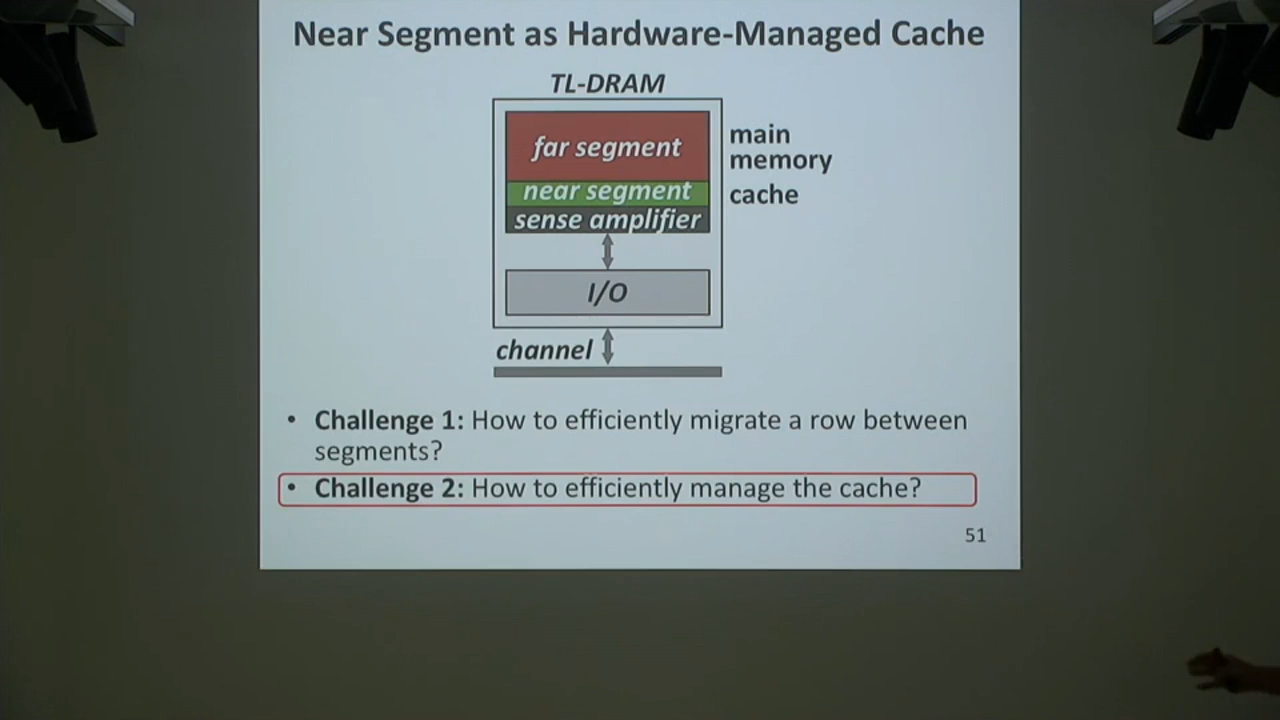 Near Segment as Hardware-Managed Cache
TL-DRAM
far segment
main
memory
near segment
cache
sense amplifier
I/O
channel
• Challenge 1: How to efficiently migrate a row between
segments?
• Challenge 2: How to efficiently manage the cache?
51